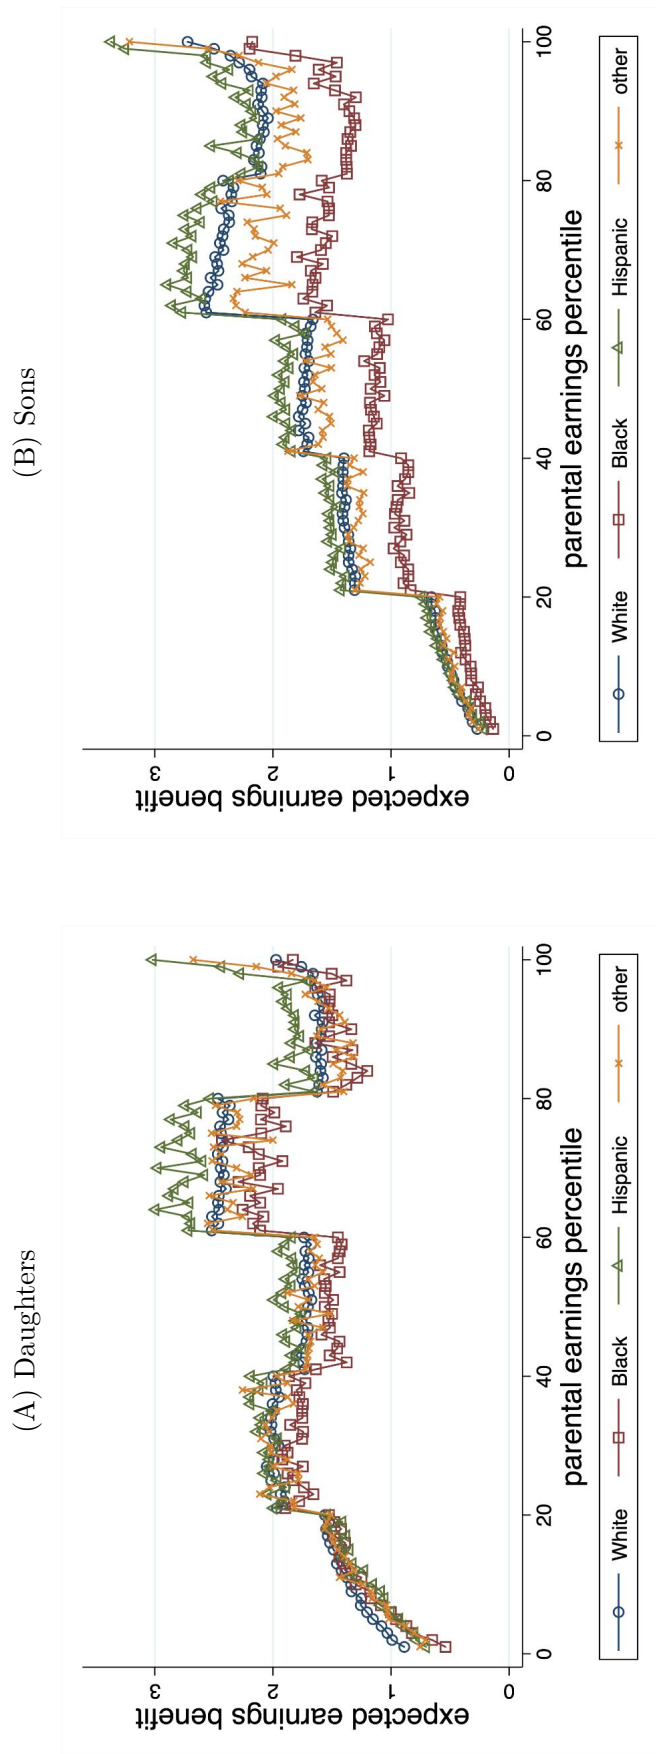 (A) Daughters
expected earnings benefit
3
2
1
0
0
20
40
60
80
100
parental earnings percentile
White
Black
Hispanic
other
(B) Sons
expected earnings benefit
3
2
1
0
0
20
40
60
80
100
parental earnings percentile
White
Black
Hispanic
other